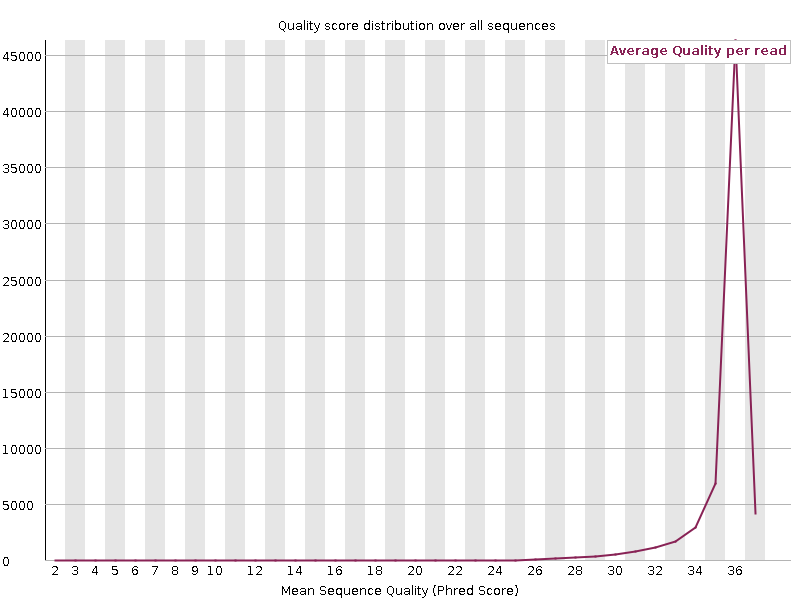 Quality score distribution over all sequences
Average Quality per read
45000
40000
35000
30000
25000
20000
15000
10000
5000
0
2 3 4 5 6 7 8 9 10 12 14 16 18 20 22 24 26 28 30 32 34 36
Mean Sequence Quality (Phred Score)